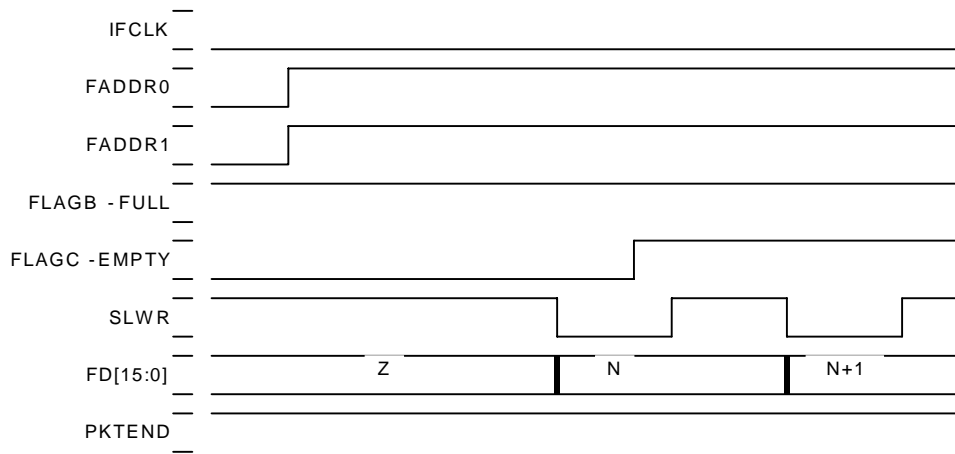 IFCLK
FADDR0
FADDR1
FLAGB - FULL
FLAGC - EMPTY
SLWR
FD[15:0] Z N N+1
PKTEND